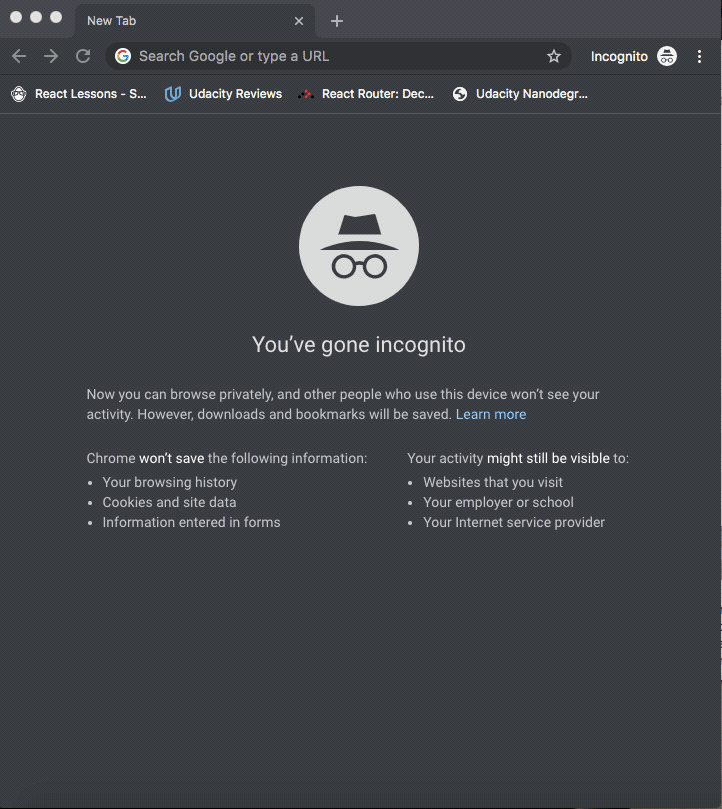 New Tab
Search Google or type a URL
Incognito
React Lessons - S...
Udacity Reviews
React Router: Dec...
Udacity Nanodegr...
You’ve gone incognito
Now you can browse privately, and other people who use this device won’t see your
activity. However, downloads and bookmarks will be saved. Learn more
Chrome won’t save the following information:
• Your browsing history
• Cookies and site data
• Information entered in forms
Your activity might still be visible to:
• Websites that you visit
• Your employer or school
• Your Internet service provider